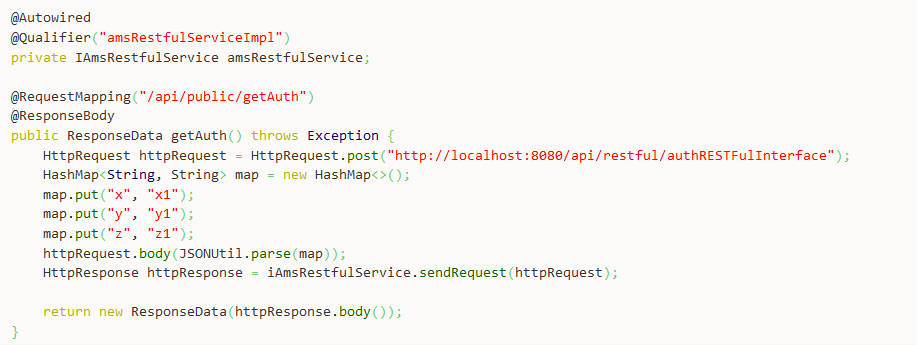 @Autowired
@Qualifier("amsRestfulServiceImpl")
private IAmsRestfulService amsRestfulService;
@RequestMapping("/api/public/getAuth")
@ResponseBody
public ResponseData getAuth() throws Exception {
HttpRequest httpRequest = HttpRequest.post("http://localhost:8080/api/restful/authRESTFulInterface");
HashMap<String, String> map = new HashMap<>();
map.put("x", "x1");
map.put("y", "y1");
map.put("z", "z1");
httpRequest.body(JSONUtil.parse(map));
HttpResponse httpResponse = iAmsRestfulService.sendRequest(httpRequest);
return new ResponseData(httpResponse.body());
}